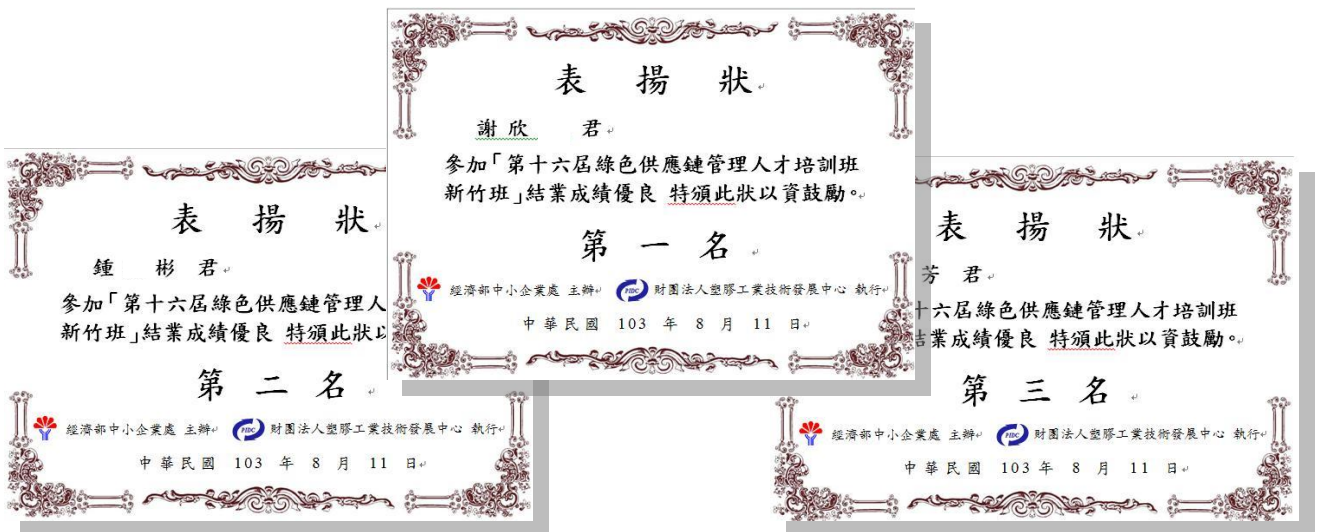 表 揚 狀
謝 欣 君
參加「第十六屆綠色供應鏈管理人才培訓班
新竹班」結業成績優良 特頒此狀以資鼓勵。
第 一 名
經濟部中小企業處 主辦 PIDC 財團法人塑膠工業技術發展中心 執行
中 華 民 國 103 年 8 月 11 日
表 揚 狀
鍾 彬 君
參加「第十六屆綠色供應鏈管理人
新竹班」結業成績優良 特頒此狀以
第 二 名
經濟部中小企業處 主辦 PIDC 財團法人塑膠工業技術發展中心 執行
中 華 民 國 103 年 8 月 11 日
表 揚 狀
芳 君
十六屆綠色供應鏈管理人才培訓班
結業成績優良 特頒此狀以資鼓勵。
第 三 名
經濟部中小企業處 主辦 PIDC 財團法人塑膠工業技術發展中心 執行
中 華 民 國 103 年 8 月 11 日